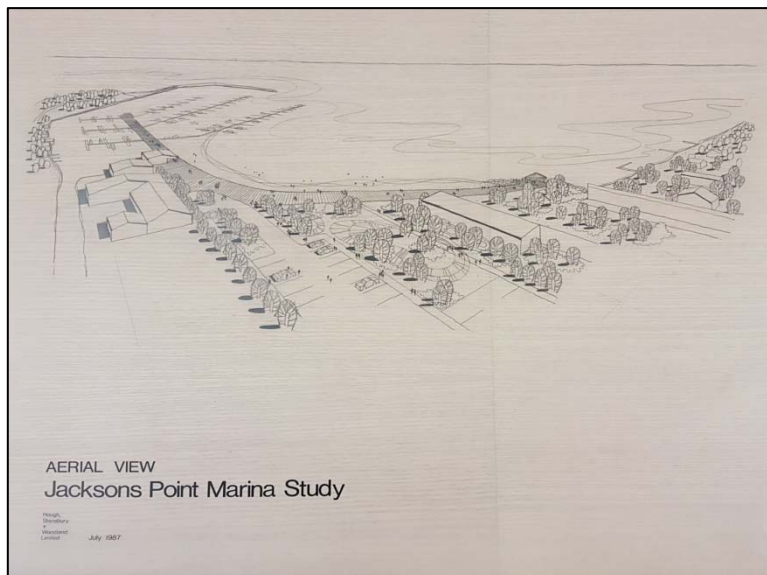 AERIAL VIEW
Jacksons Point Marina Study
Hough,
Stansbury
+
Woodland
Limited
July 1987